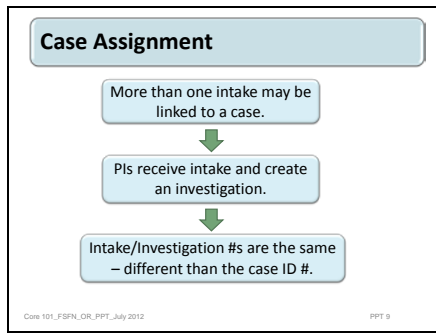 Case Assignment
More than one intake may be
linked to a case.
PIs receive intake and create
an investigation.
Intake/Investigation #s are the same
– different than the case ID #.
Core 101_FSFN_OR_PPT_July 2012
PPT 9